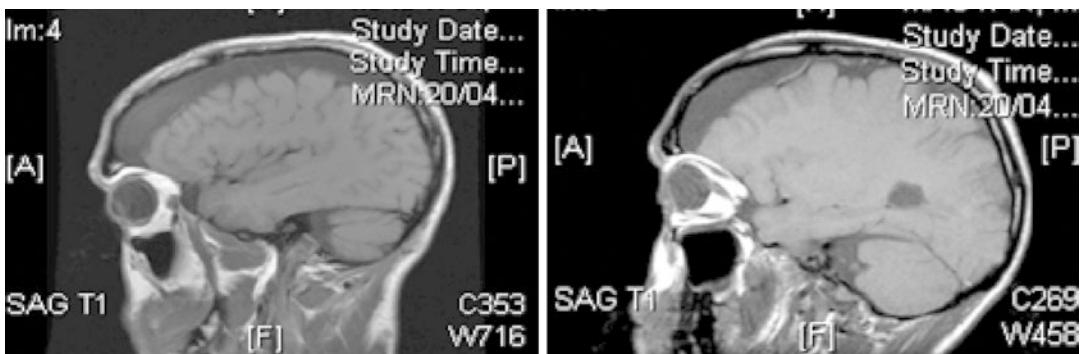 Im:4
Study Date...
Study Time...
MRN:20/04...
[A]
[P]
SAG T1
[F]
C353
W716
Study Date...
Study Time...
MRN:20/04...
[A]
[P]
SAG T1
[F]
C269
W458